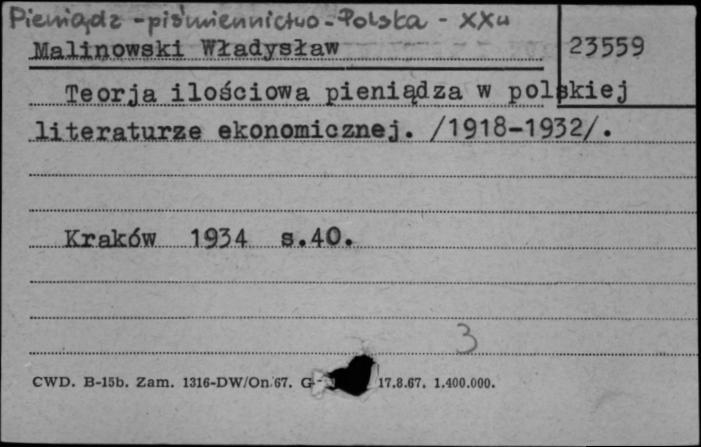 Pieniądz - piśmiennictwo - Polska - XX w
Malinowski Władysław 23559
Teorja ilościowa pieniądza w polskiej
literaturze ekonomicznej. /1918-1932/.
Kraków 1934 s.40.
3
CWD. B-15b. Zam. 1316-DW/On/67. G- 17.8.67. 1.400.000.